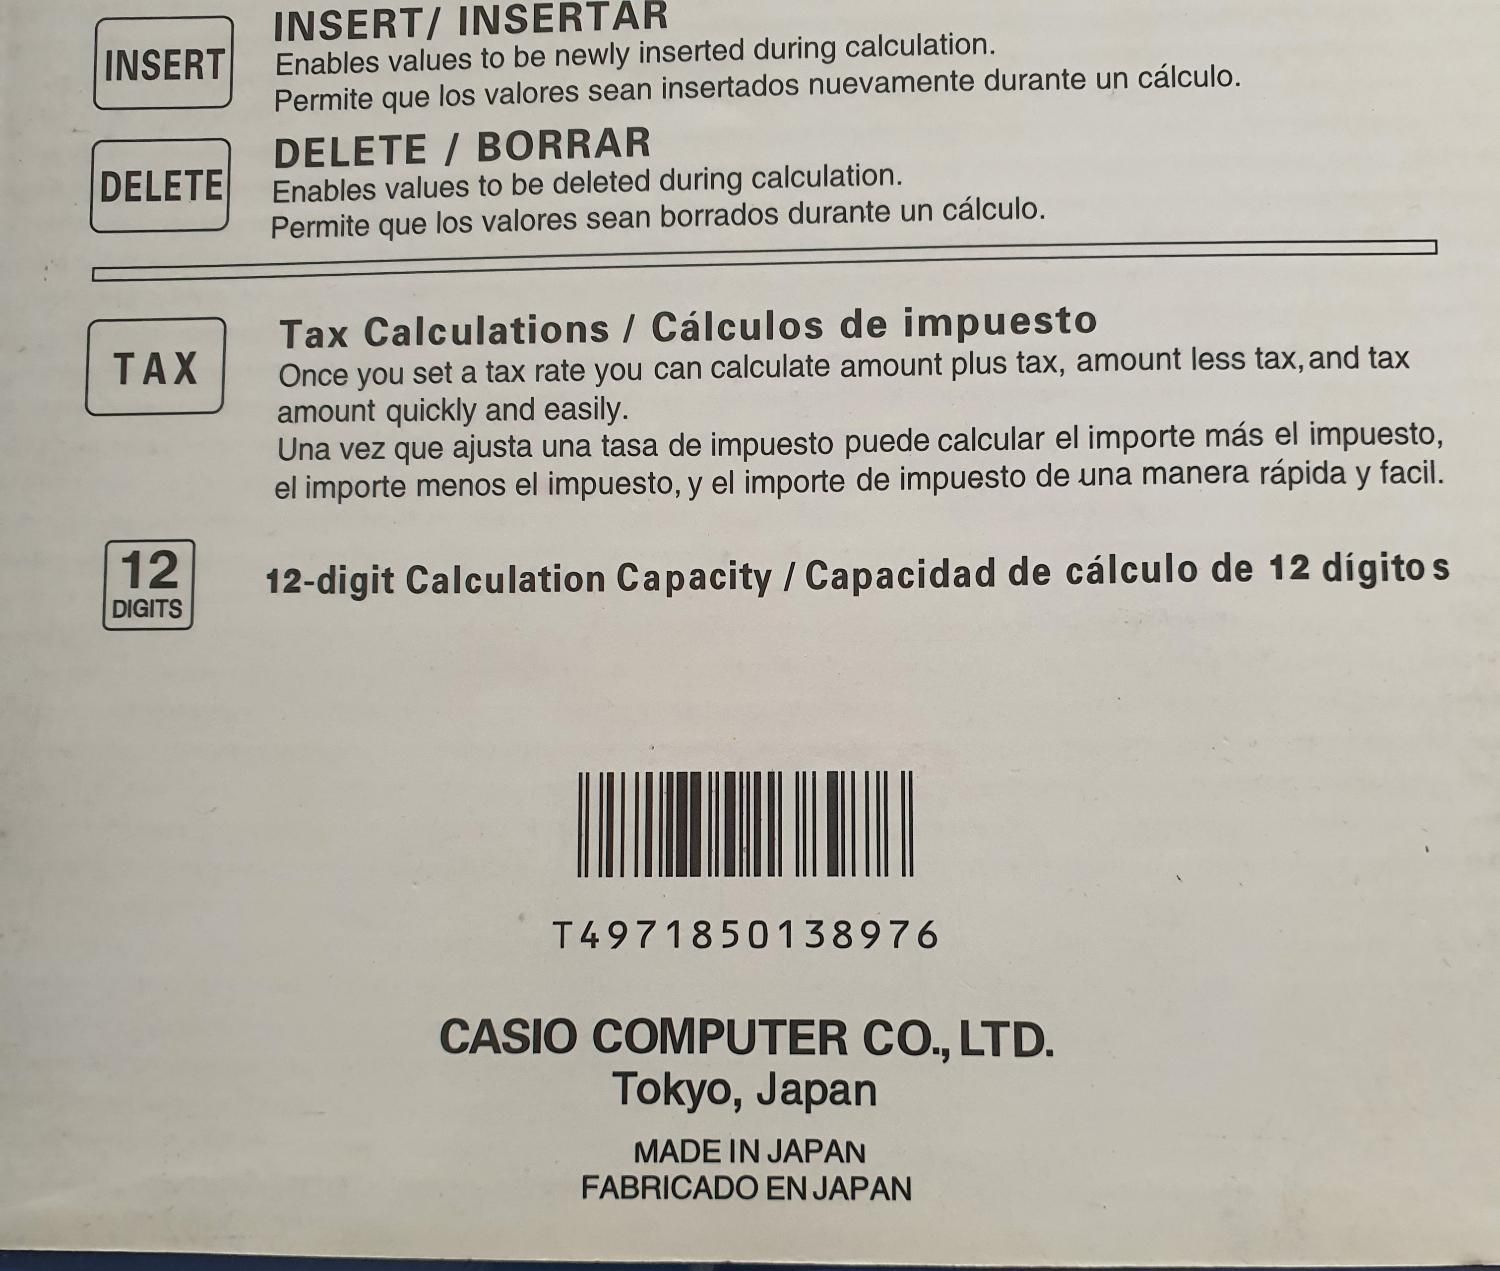 INSERT
INSERT/ INSERTAR
Enables values to be newly inserted during calculation.
Permite que los valores sean insertados nuevamente durante un cálculo.
DELETE
DELETE / BORRAR
Enables values to be deleted during calculation.
Permite que los valores sean borrados durante un cálculo.
TAX
Tax Calculations / Cálculos de impuesto
Once you set a tax rate you can calculate amount plus tax, amount less tax, and tax
amount quickly and easily.
Una vez que ajusta una tasa de impuesto puede calcular el importe más el impuesto,
el importe menos el impuesto, y el importe de impuesto de una manera rápida y facil.
12
DIGITS
12-digit Calculation Capacity / Capacidad de cálculo de 12 dígitos
T4971850138976
CASIO COMPUTER CO., LTD.
Tokyo, Japan
MADE IN JAPAN
FABRICADO EN JAPAN